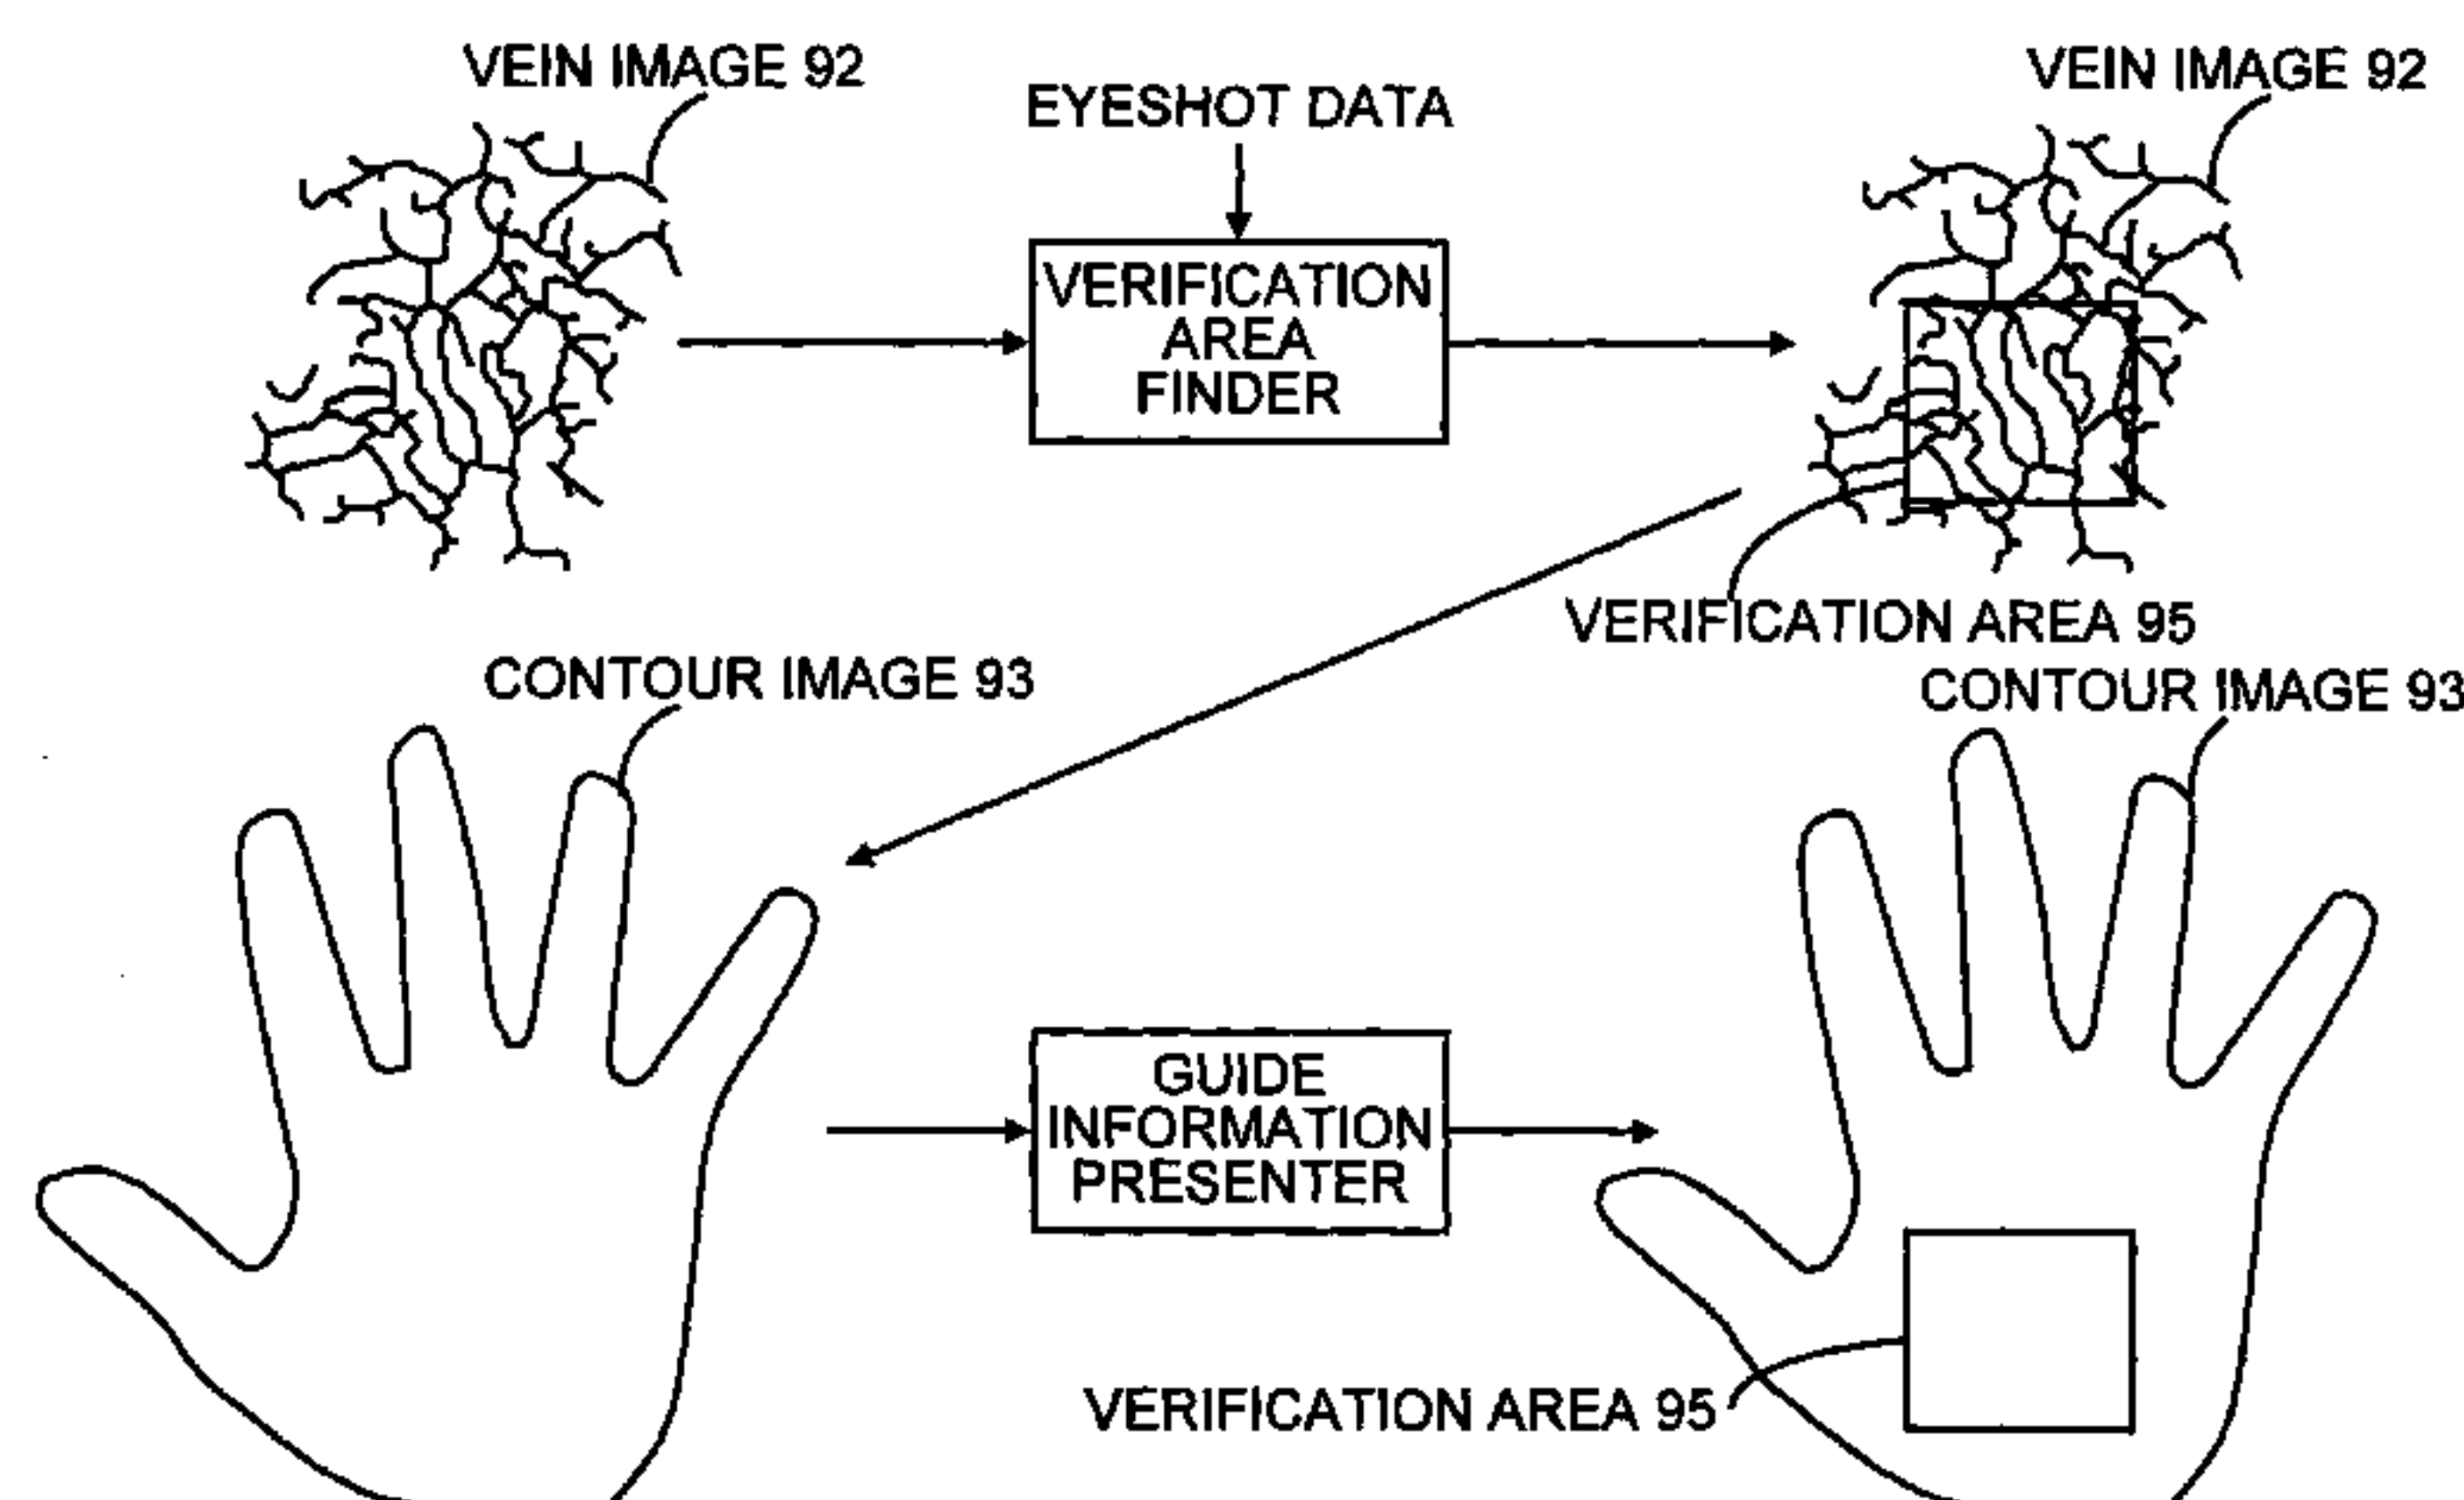 VEIN IMAGE 92
EYESHOT DATA
VEIN IMAGE 92
VERIFICATION
AREA
FINDER
VERIFICATION AREA 95
CONTOUR IMAGE 93
CONTOUR IMAGE 93
GUIDE
INFORMATION
PRESENTER
VERIFICATION AREA 95